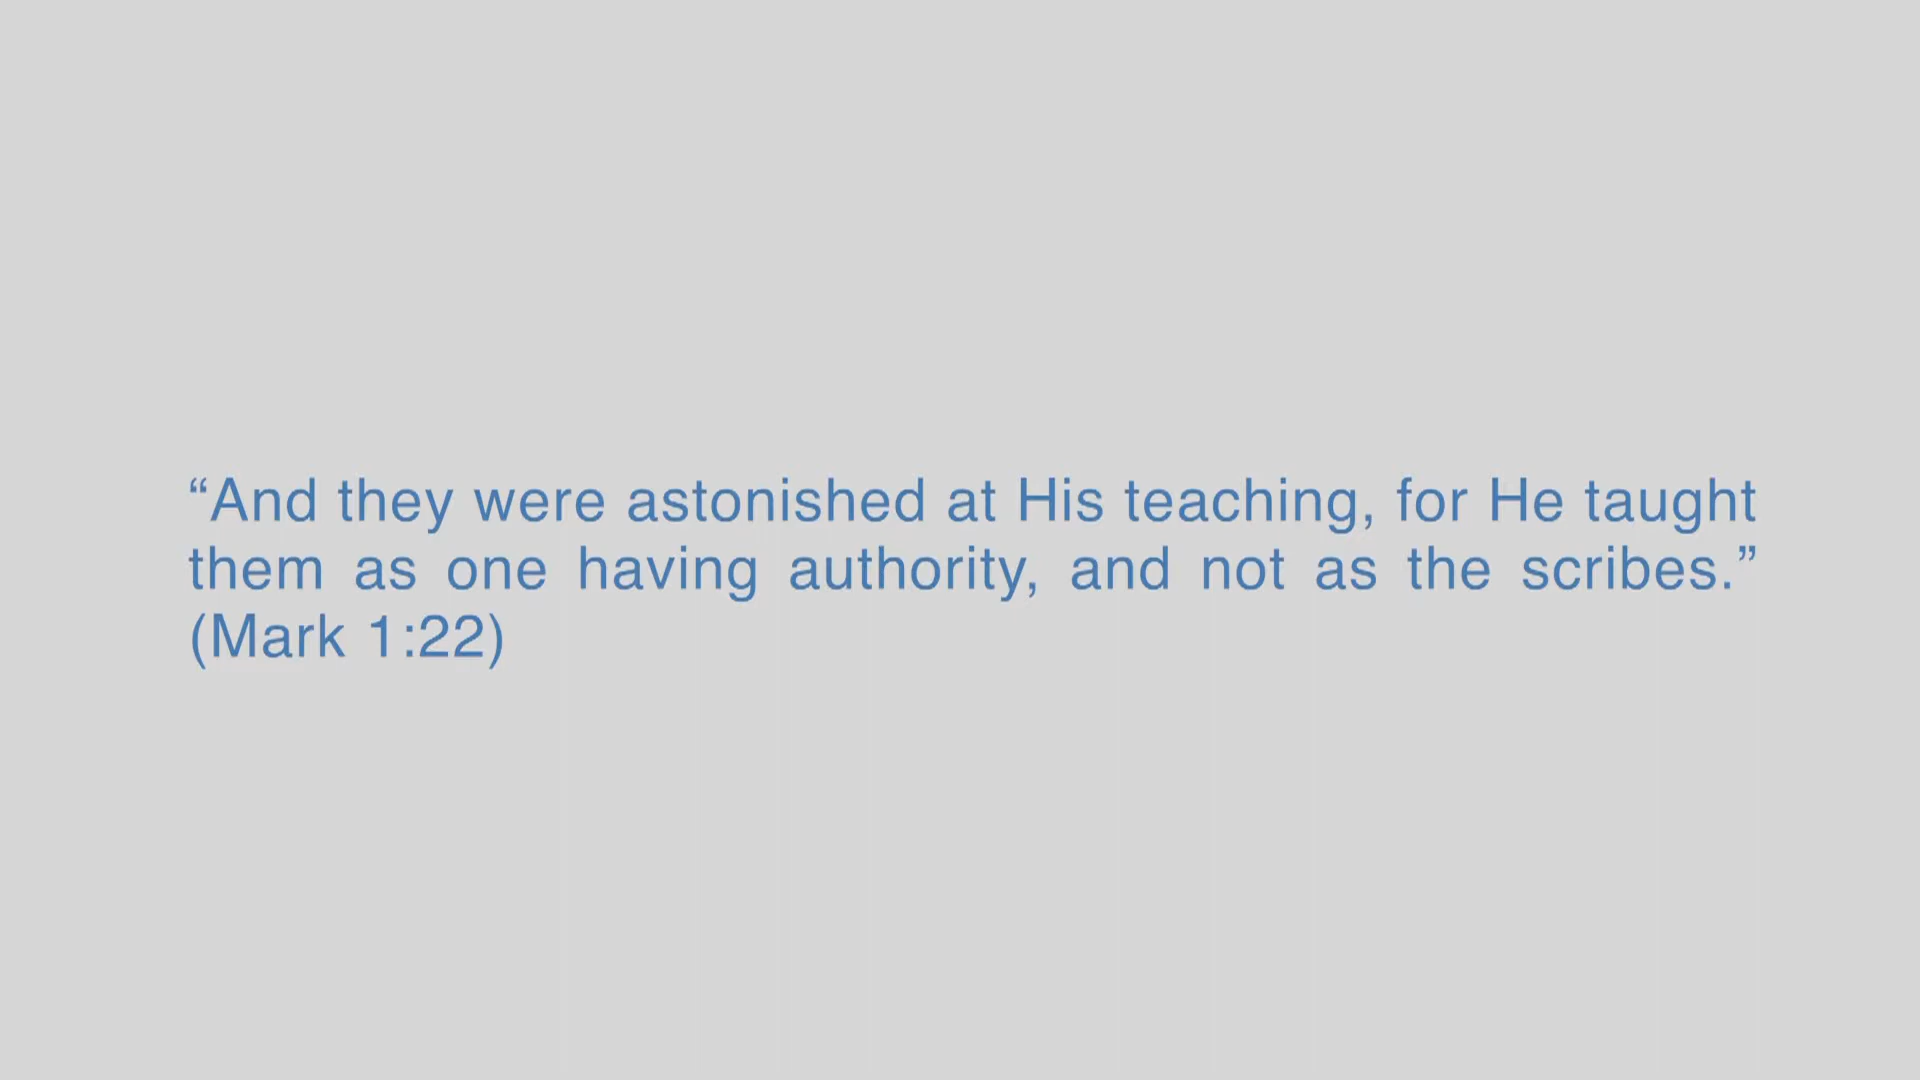 “And they were astonished at His teaching, for He taught
them as one having authority, and not as the scribes.”
(Mark 1:22)